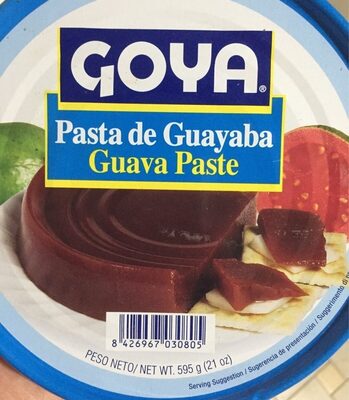 GOYA®
Pasta de Guayaba
Guava Paste
8 426967 030805
PESO NETO/ NET WT. 595 g (21 oz)
Serving Suggestion / Sugerencia de presentación / Suggerimento di